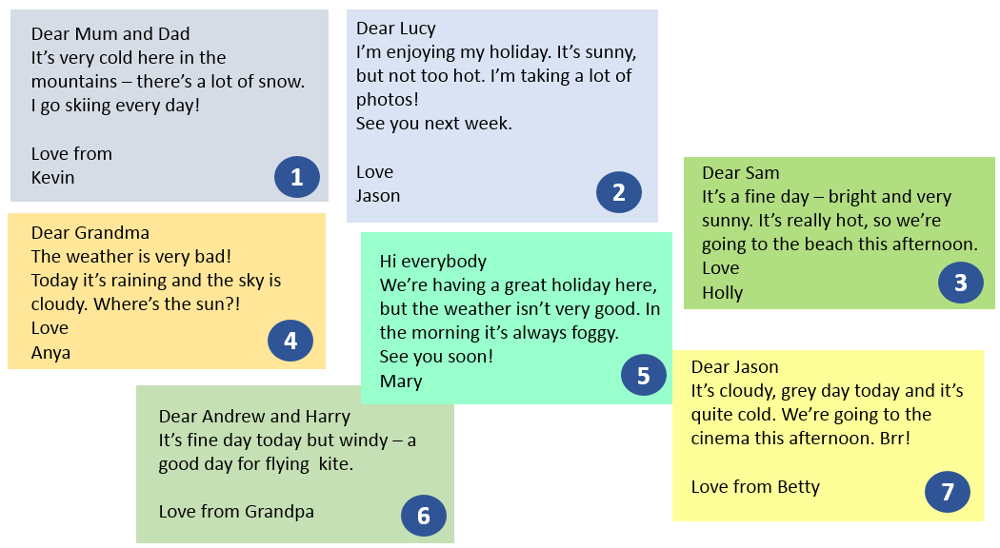 Dear Mum and Dad
It’s very cold here in the
mountains – there’s a lot of snow.
I go skiing every day!
Love from
Kevin
1
Dear Lucy
I’m enjoying my holiday. It’s sunny,
but not too hot. I’m taking a lot of
photos!
See you next week.
Love
Jason
2
Dear Sam
It’s a fine day – bright and very
sunny. It’s really hot, so we’re
going to the beach this afternoon.
Love
Holly
3
Dear Grandma
The weather is very bad!
Today it’s raining and the sky is
cloudy. Where’s the sun?!
Love
Anya
4
Hi everybody
We’re having a great holiday here,
but the weather isn’t very good. In
the morning it’s always foggy.
See you soon!
Mary
5
Dear Andrew and Harry
It’s fine day today but windy – a
good day for flying  kite.
Love from Grandpa
6
Dear Jason
It’s cloudy, grey day today and it’s
quite cold. We’re going to the
cinema this afternoon. Brr!
Love from Betty
7